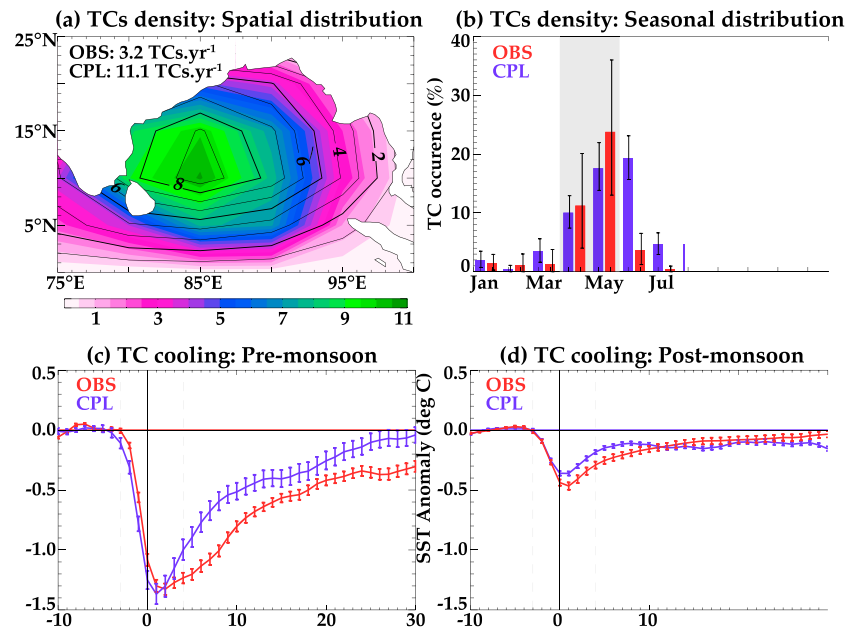 (a) TCs density: Spatial distribution
OBS: 3.2 TCs.yr-1
CPL: 11.1 TCs.yr-1
15°N
5°N
75°E 85°E 95°E
6 8 6 4 2
1 3 5 7 9 11
(b) TCs density: Seasonal distribution
OBS
CPL
TC occurence (%)
40
30
20
10
0
Jan Mar May Jul
(c) TC cooling: Pre-monsoon
OBS
CPL
0.5
0.0
-0.5
-1.0
-1.5
-10 0 10 20 30
(d) TC cooling: Post-monsoon
OBS
CPL
SST Anomaly (deg C)
0.5
0.0
-0.5
-1.0
-1.5
-10 0 10